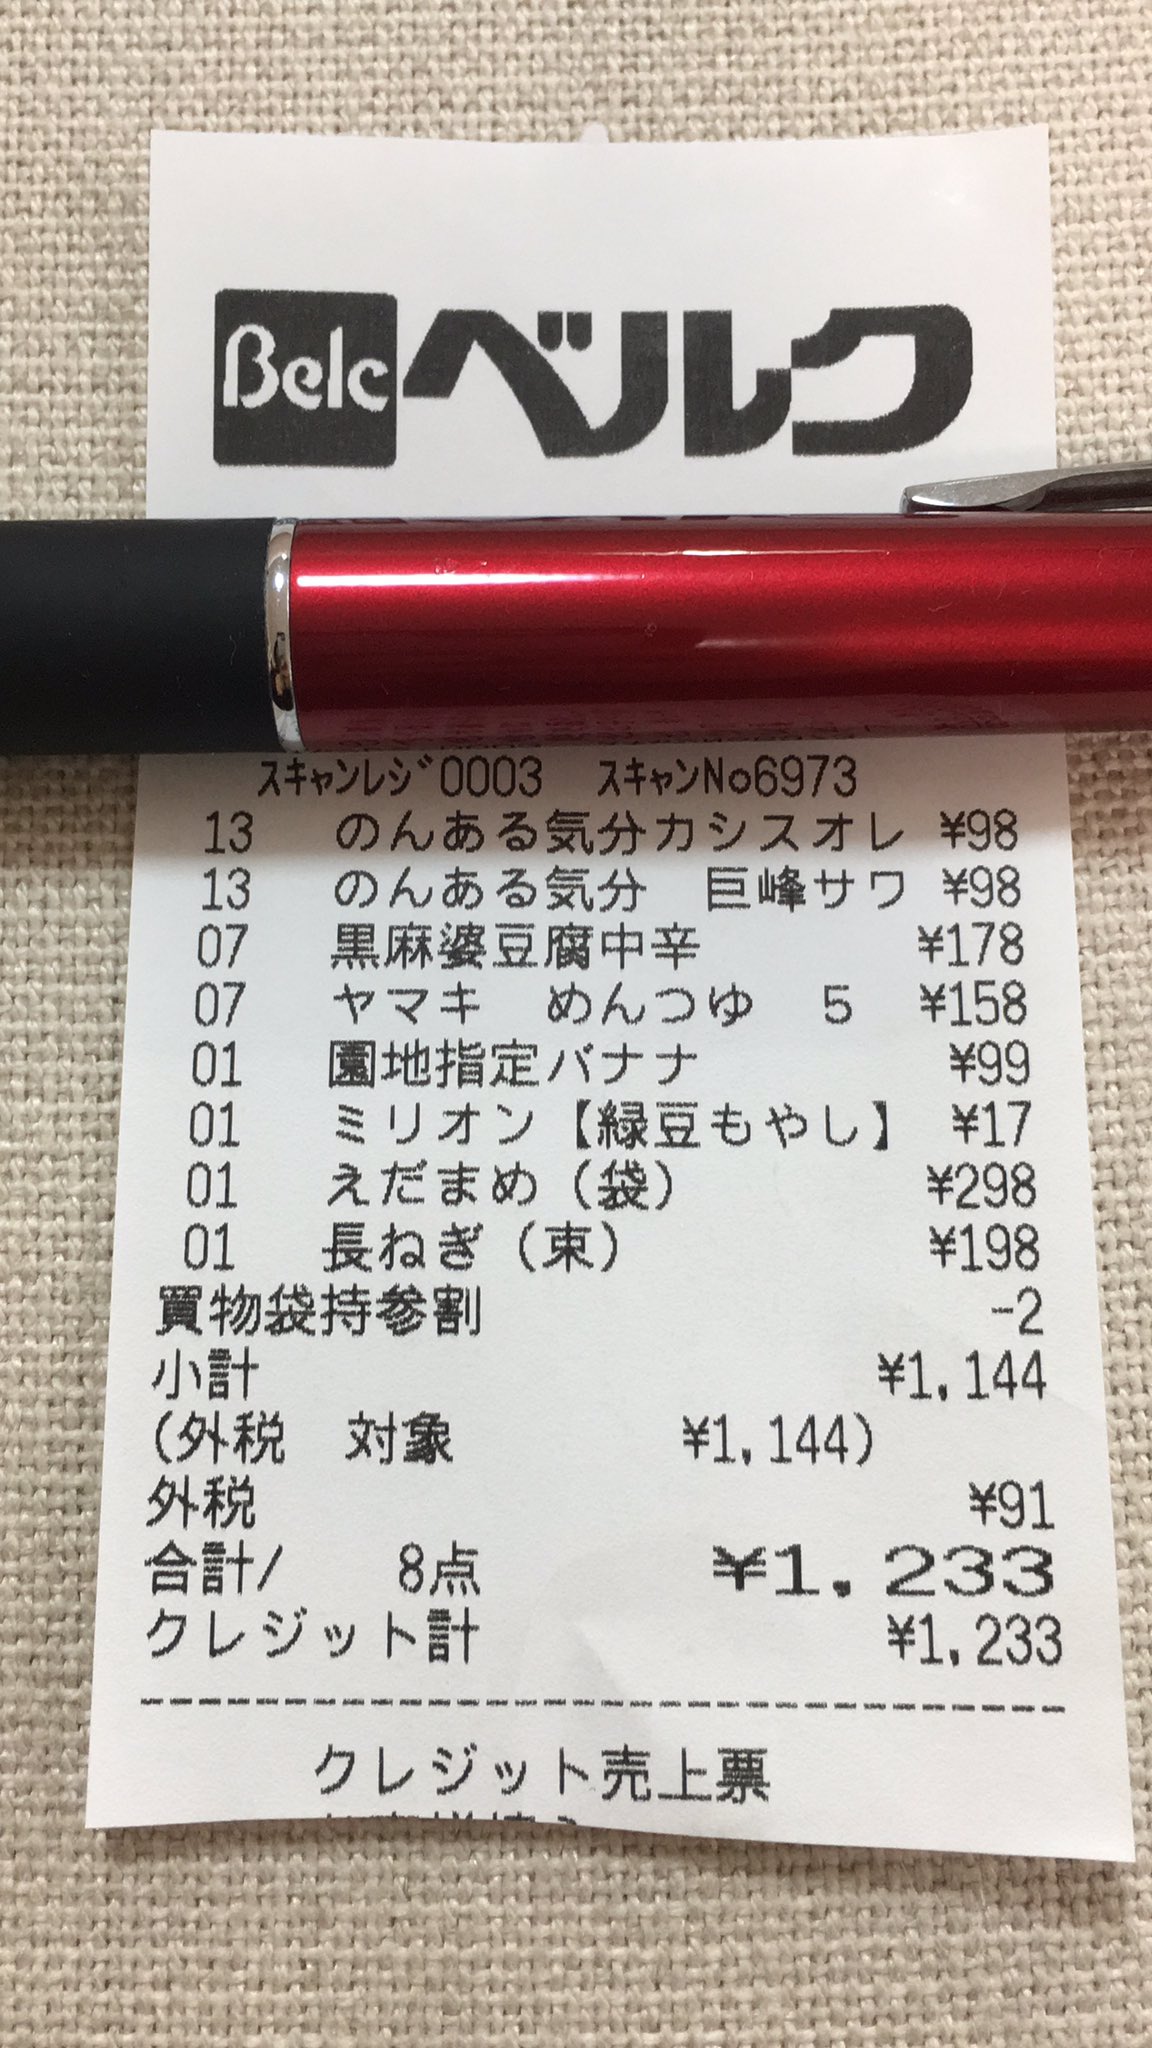 Belc ベルク
スキャンレジ0003 スキャンNo6973
13 のんある気分カシスオレ ¥98
13 のんある気分 巨峰サワ ¥98
07 黒麻婆豆腐中辛 ¥178
07 ヤマキ めんつゆ 5 ¥158
01 園地指定バナナ ¥99
01 ミリオン【緑豆もやし】 ¥17
01 えだまめ(袋) ¥298
01 長ねぎ(束) ¥198
買物袋持参割 -2
小計 ¥1,144
(外税 対象 ¥1,144)
外税 ¥91
合計/ 8点 ¥1,233
クレジット計 ¥1,233
クレジット売上票